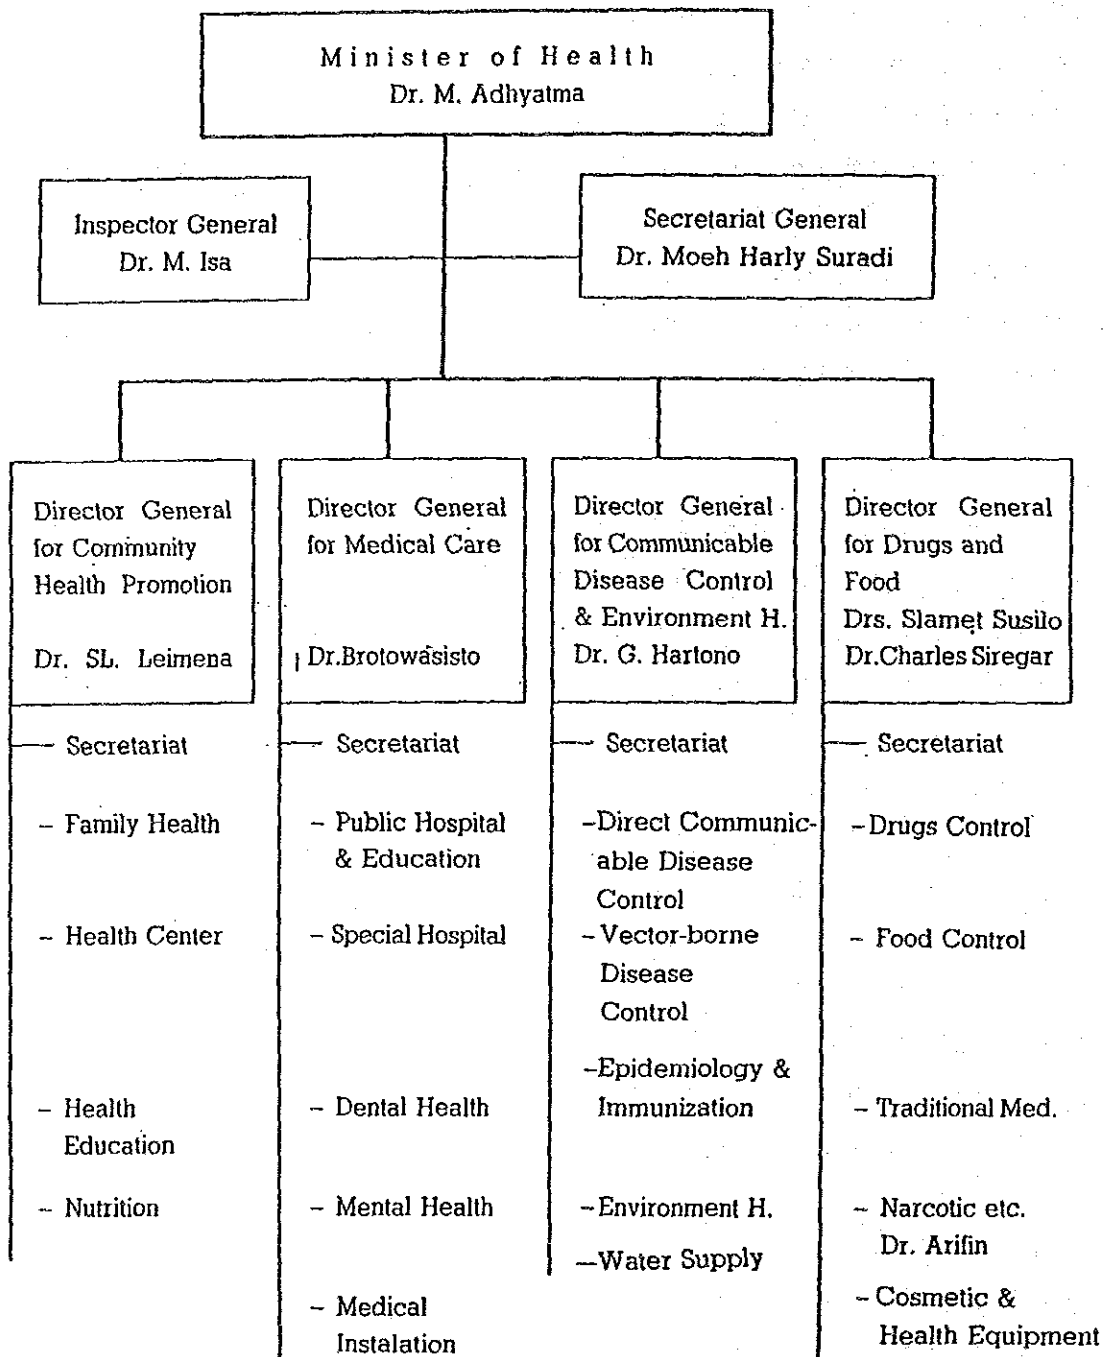 Minister of Health
Dr. M. Adhyatma
Inspector General
Dr. M. Isa
Secretariat General
Dr. Moeh Harly Suradi
Director General
for Community
Health Promotion
Dr. SL. Leimena
Director General
for Medical Care
Dr.Brotowasisto
Director General
for Communicable
Disease Control
& Environment H.
Dr. G. Hartono
Director General
for Drugs and
Food
Drs. Slamet Susilo
Dr.Charles Siregar
— Secretariat
- Family Health
- Health Center
- Health
Education
- Nutrition
— Secretariat
- Public Hospital
& Education
- Special Hospital
- Dental Health
- Mental Health
- Medical
Instalation
— Secretariat
-Direct Communic-
able Disease
Control
- Vector-borne
Disease
Control
-Epidemiology &
Immunization
-Environment H.
—Water Supply
— Secretariat
-Drugs Control
- Food Control
- Traditional Med.
- Narcotic etc.
Dr. Arifin
- Cosmetic &
Health Equipment